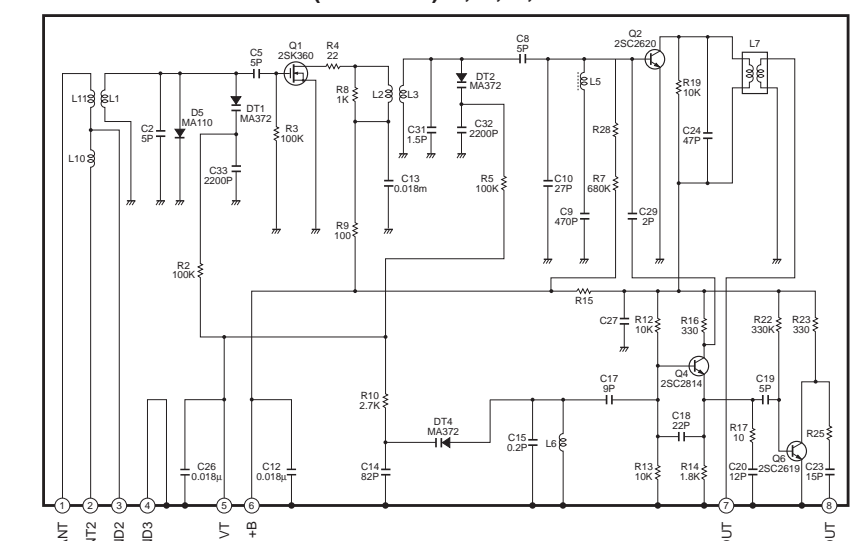 C8
5P
Q2
2SC2620
L7
Q1
2SK360
R4
22
C5
5P
DT2
MA372
L5
R19
10K
R8
1K
L11
L1
L2
L3
D5
MA110
DT1
MA372
C2
5P
R3
100K
C31
1.5P
C32
2200P
R28
C24
47P
L10
C33
2200P
C13
0.018m
R5
100K
C10
27P
R7
680K
C9
470P
C29
2P
R9
100
R2
100K
R15
C27
R12
10K
R16
330
R22
330K
R23
330
Q4
2SC2814
R10
2.7K
C17
9P
C19
5P
DT4
MA372
C18
22P
C15
0.2P
L6
R17
10
R25
Q6
2SC2619
C26
0.018µ
C12
0.018µ
C14
82P
R13
10K
R14
1.8K
C20
12P
C23
15P
1
2
3
4
5
6
7
8
VT
+B